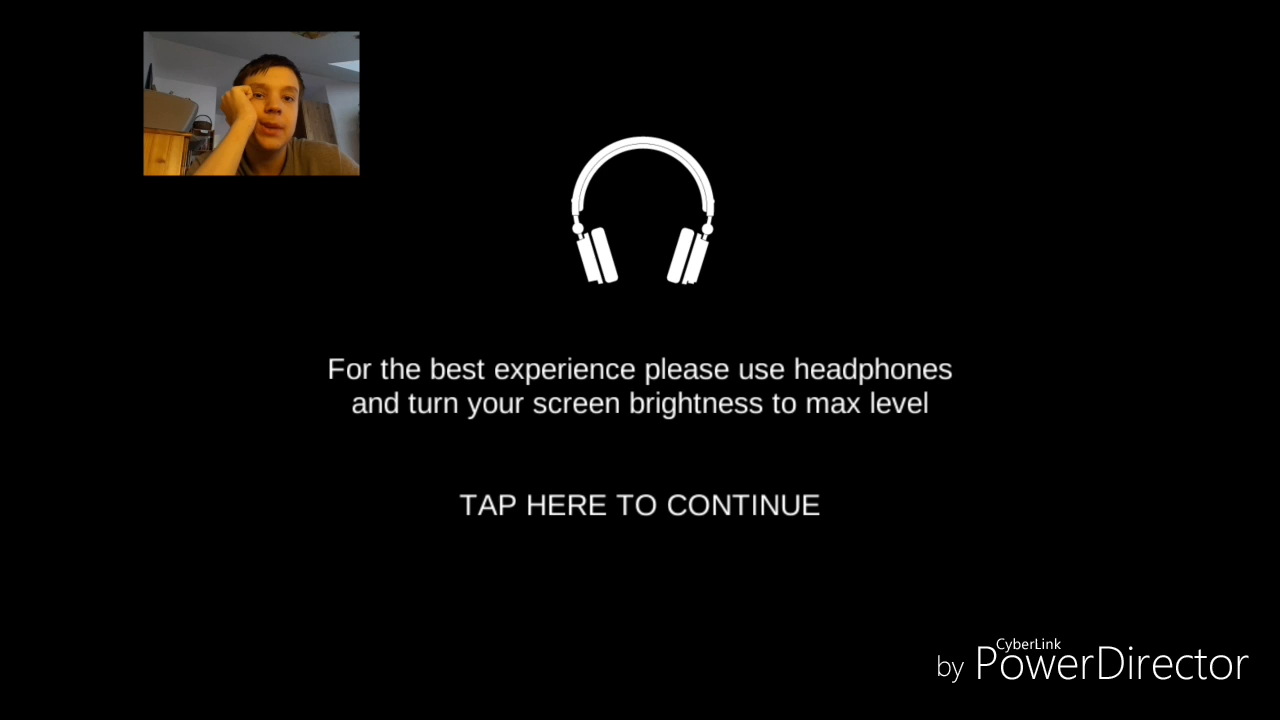 For the best experience please use headphones
and turn your screen brightness to max level
TAP HERE TO CONTINUE
CyberLink
by PowerDirector